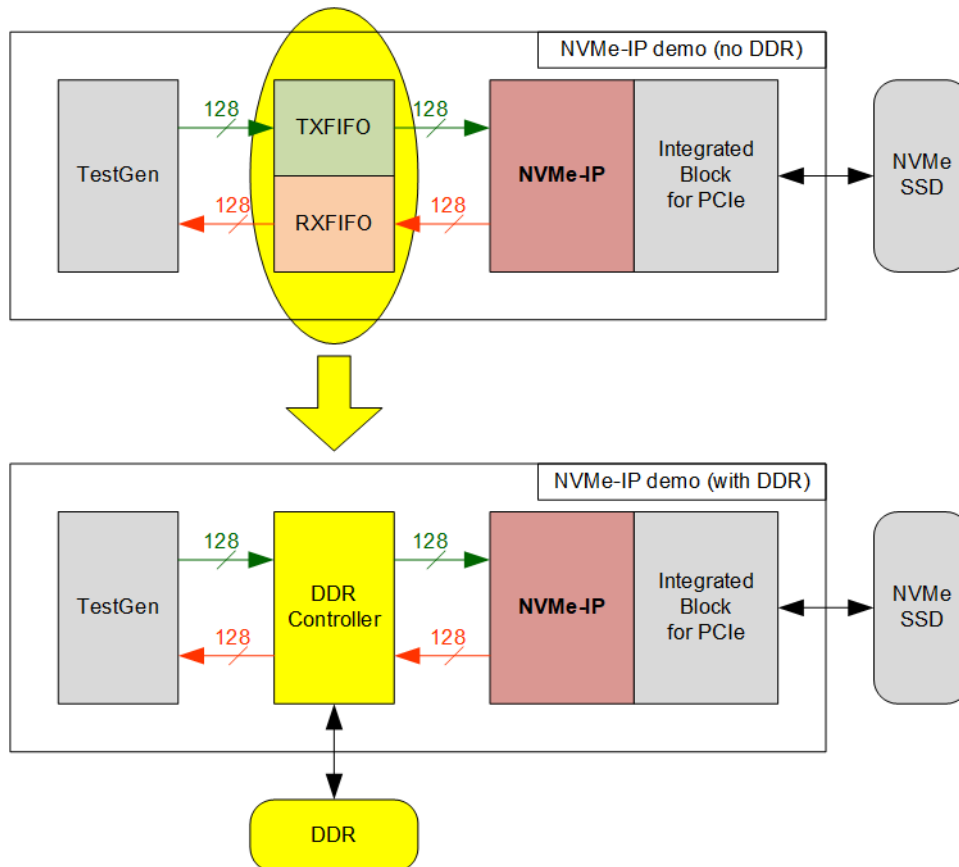 NVMe-IP demo (no DDR)
128
TXFIFO
128
TestGen
NVMe-IP
Integrated
Block
for PCIe
NVMe
SSD
128
RXFIFO
128
NVMe-IP demo (with DDR)
128
128
TestGen
DDR
Controller
NVMe-IP
Integrated
Block
for PCIe
NVMe
SSD
128
128
DDR